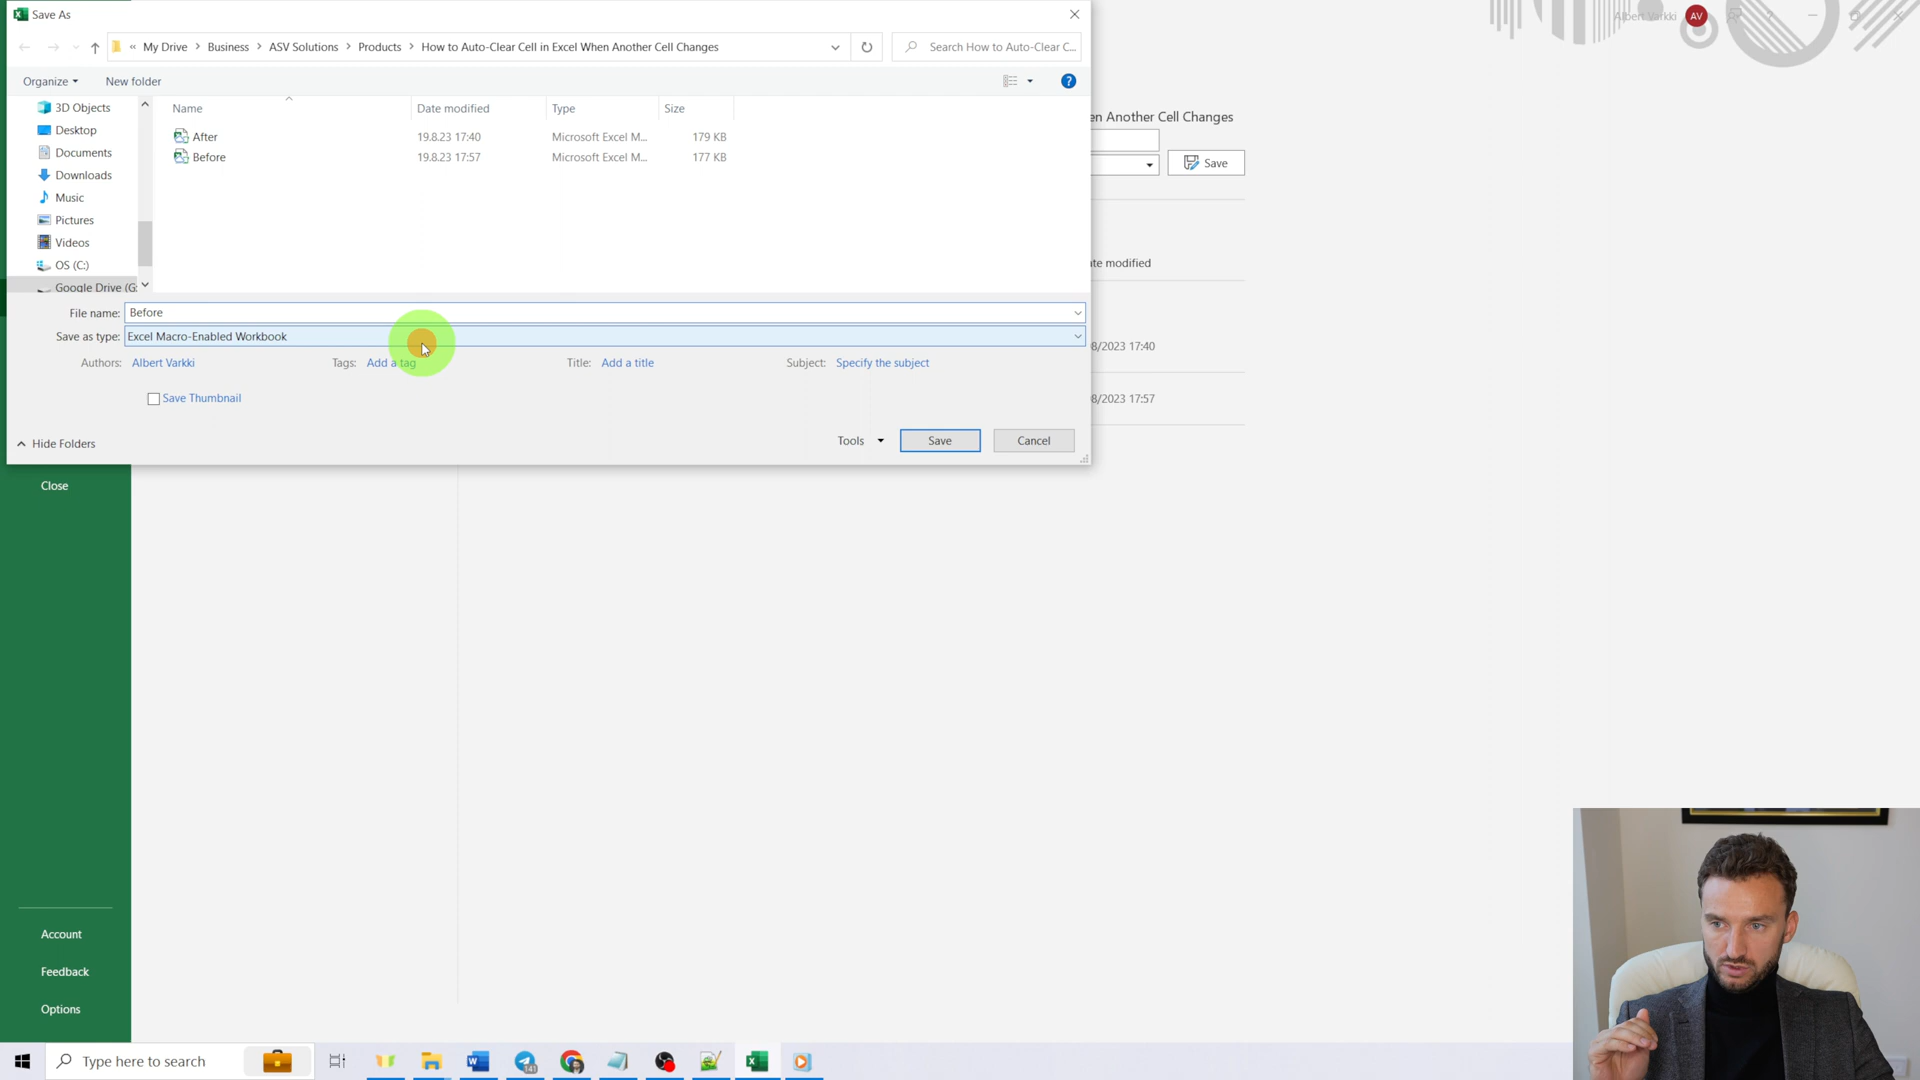 Save As
Albert Varkki AV
« My Drive > Business > ASV Solutions > Products > How to Auto-Clear Cell in Excel When Another Cell Changes
Search How to Auto-Clear C...
Organize
New folder
Name
Date modified
Type
Size
3D Objects
Desktop
Documents
Downloads
Music
Pictures
Videos
OS (C:)
Google Drive (G:
After 19.8.23 17:40 Microsoft Excel M... 179 KB
Before 19.8.23 17:57 Microsoft Excel M... 177 KB
en Another Cell Changes
Save
te modified
File name: Before
Save as type: Excel Macro-Enabled Workbook
8/2023 17:40
Authors: Albert Varkki Tags: Add a tag Title: Add a title Subject: Specify the subject
Save Thumbnail
8/2023 17:57
Hide Folders
Tools
Save
Cancel
Close
Account
Feedback
Options
Type here to search
141